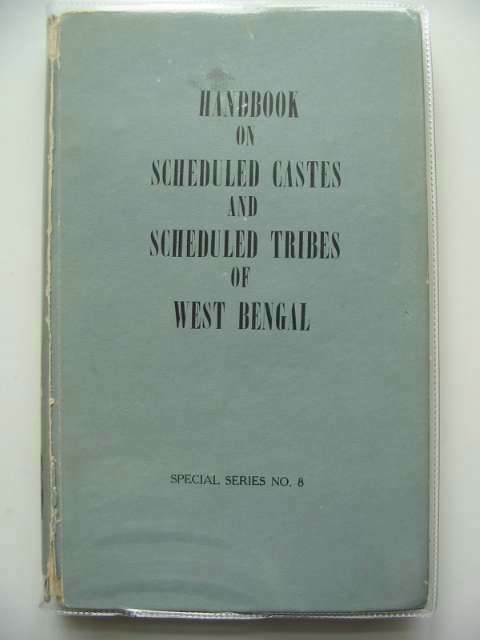 HANDBOOK
ON
SCHEDULED CASTES
AND
SCHEDULED TRIBES
OF
WEST BENGAL
SPECIAL SERIES NO. 8